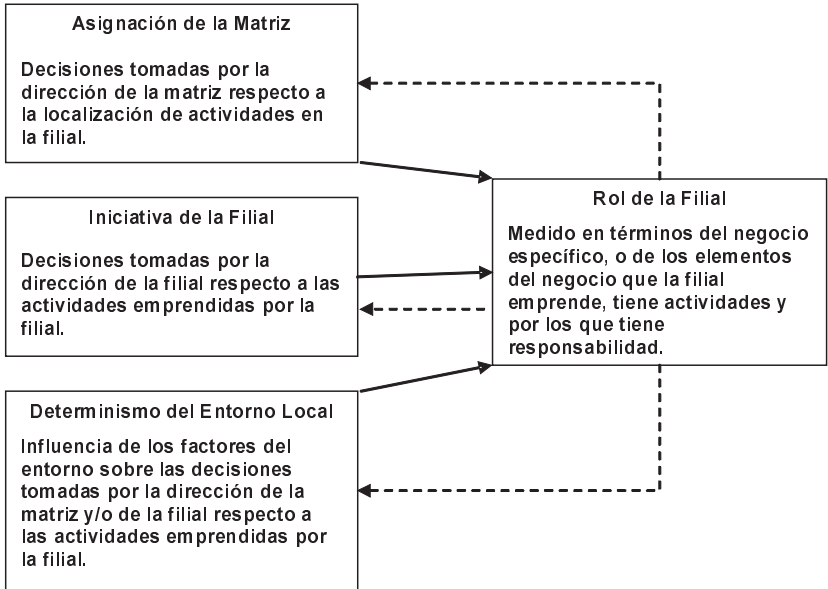 Asignación de la Matriz
Decisiones tomadas por la
dirección de la matriz respecto a
la localización de actividades en
la filial.
Iniciativa de la Filial
Decisiones tomadas por la
dirección de la filial respecto a las
actividades emprendidas por la
filial.
Determinismo del Entorno Local
Influencia de los factores del
entorno sobre las decisiones
tomadas por la dirección de la
matriz y/o de la filial respecto a
las actividades emprendidas por
la filial.
Rol de la Filial
Medido en términos del negocio
específico, o de los elementos
del negocio que la filial
emprende, tiene actividades y
por los que tiene
responsabilidad.